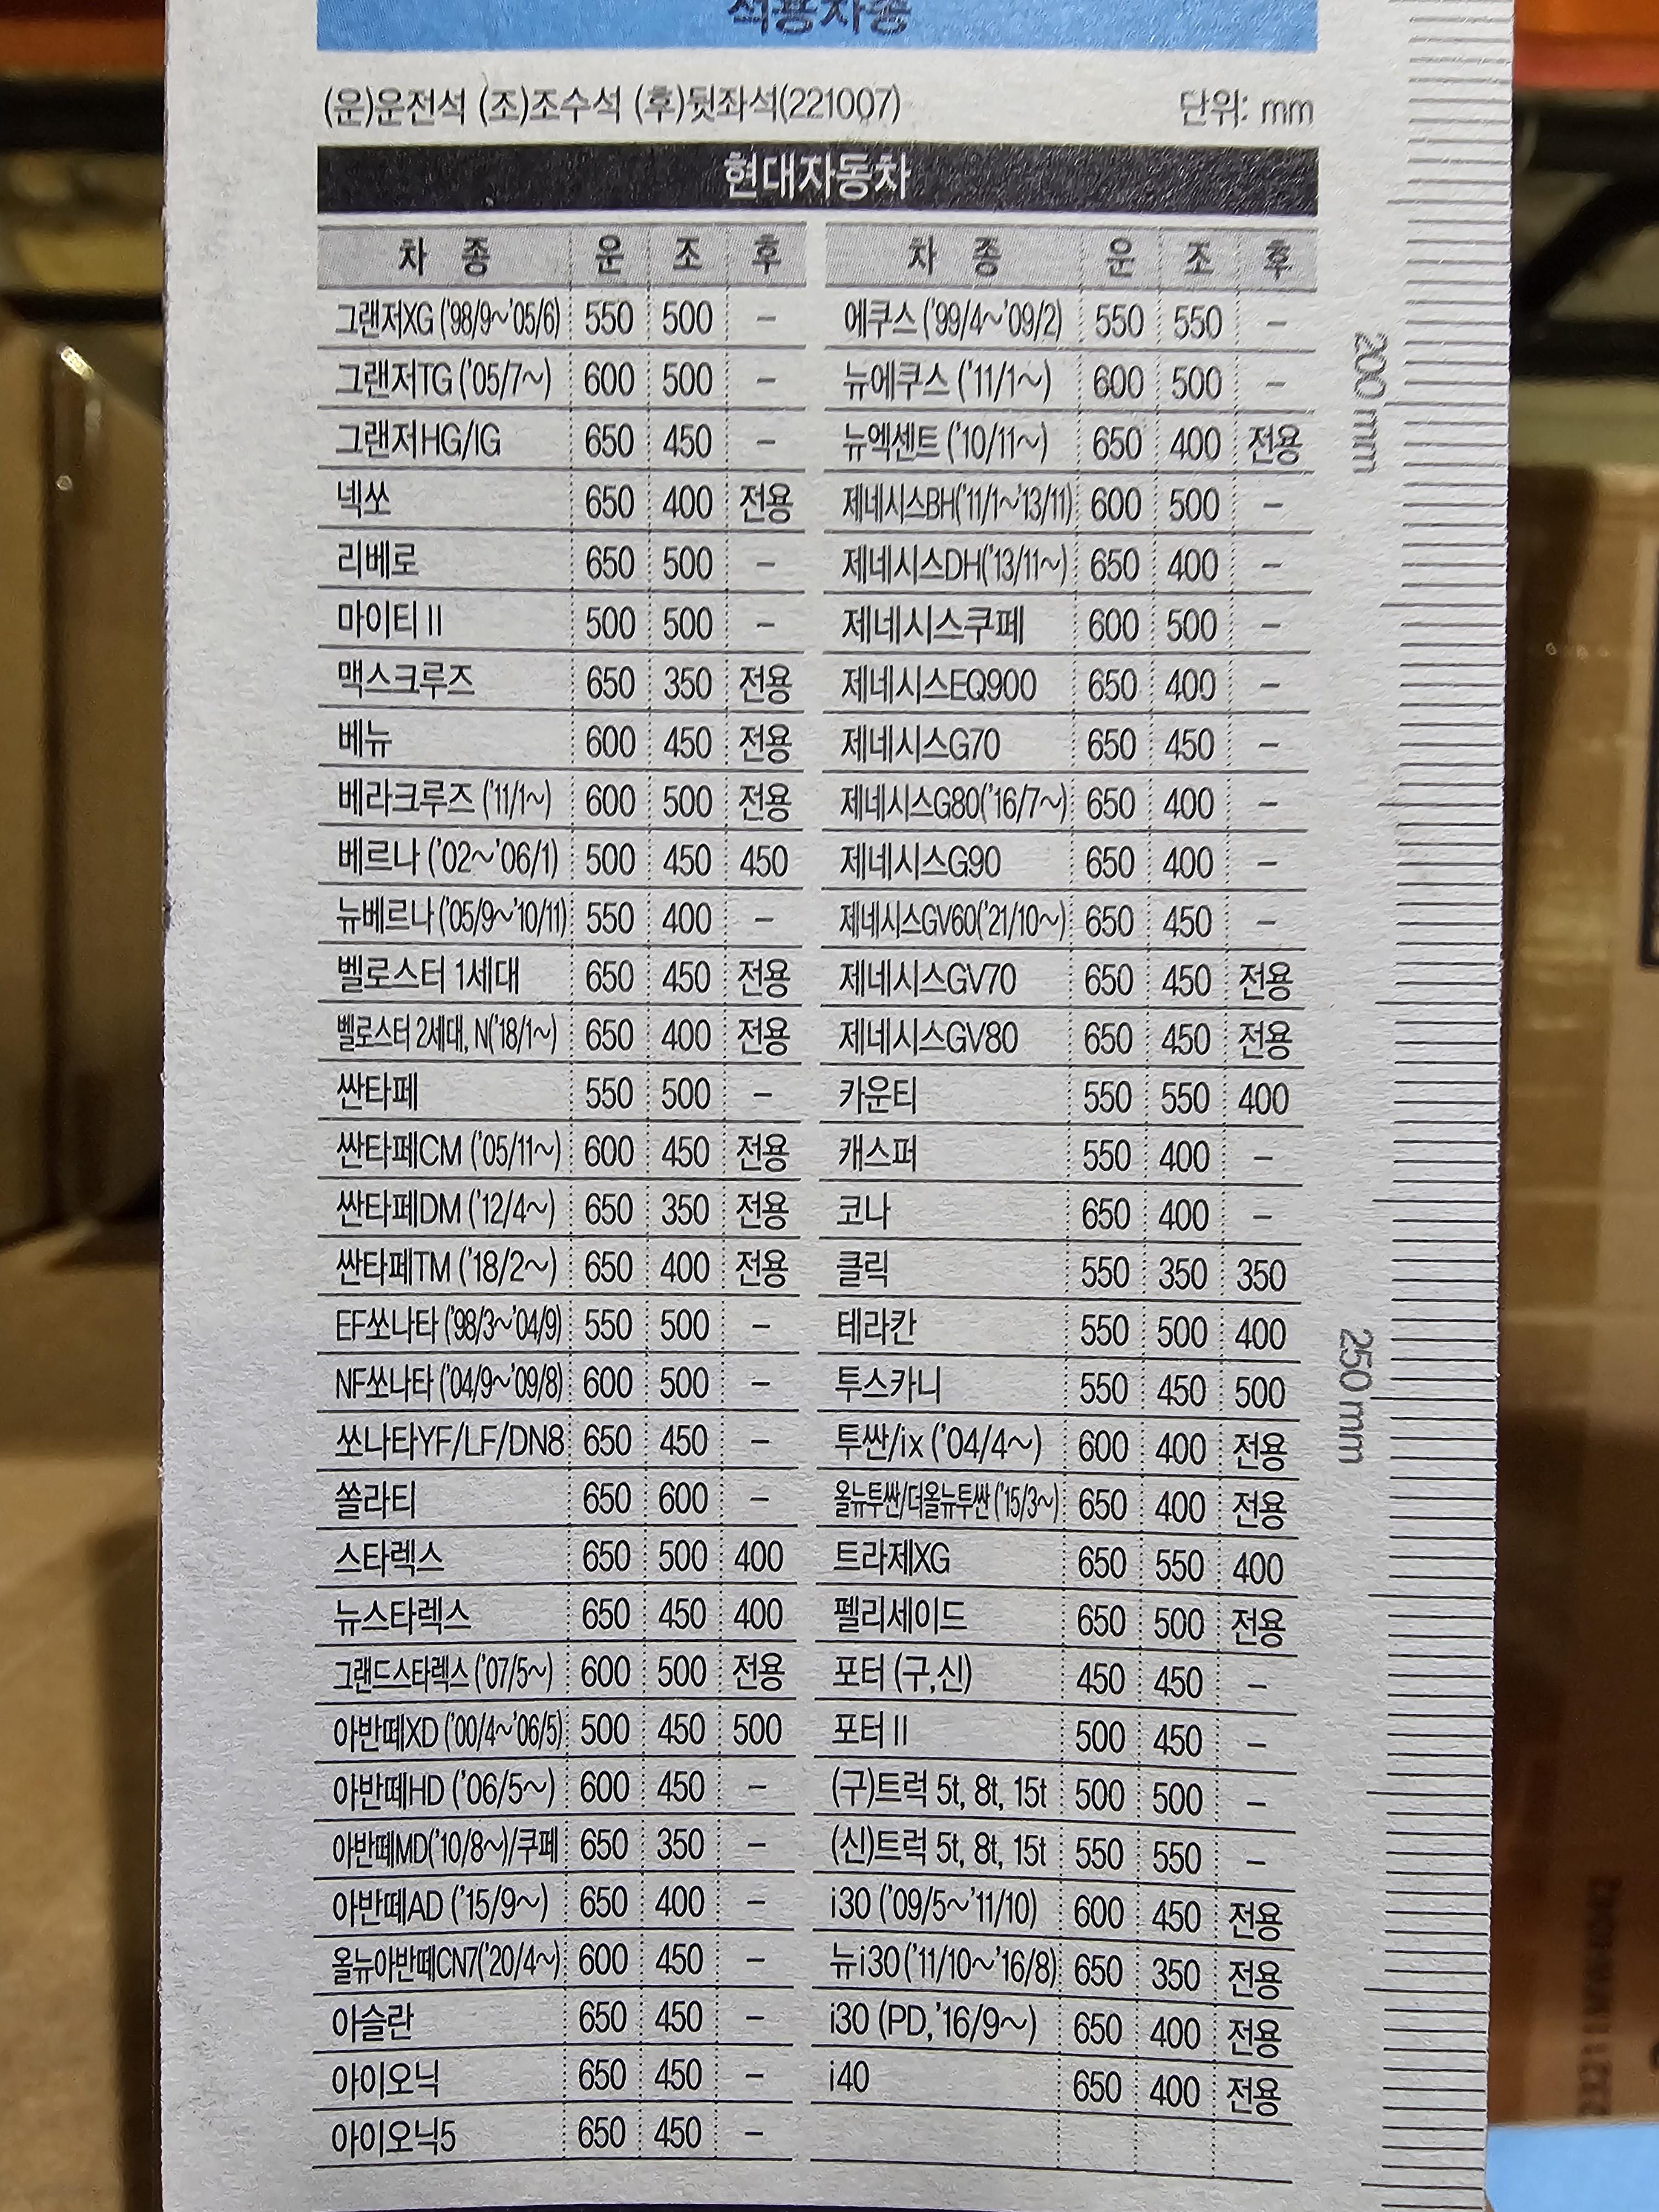 적용차종
(운)운전석 (조)조수석 (후)뒷좌석(221007) 단위: mm
현대자동차
차 종 운 조 후
그랜저XG ('98/9~'05/6) 550 500 –
그랜저TG ('05/7~) 600 500 –
그랜저HG/IG 650 450 –
넥쏘 650 400 전용
리베로 650 500 –
마이티 II 500 500 –
맥스크루즈 650 350 전용
베뉴 600 450 전용
베라크루즈 ('11/1~) 600 500 전용
베르나 ('02~'06/1) 500 450 450
뉴베르나 ('05/9~'10/11) 550 400 –
벨로스터 1세대 650 450 전용
벨로스터 2세대, N('18/1~) 650 400 전용
싼타페 550 500 –
싼타페CM ('05/11~) 600 450 전용
싼타페DM ('12/4~) 650 350 전용
싼타페TM ('18/2~) 650 400 전용
EF쏘나타 ('98/3~'04/9) 550 500 –
NF쏘나타 ('04/9~'09/8) 600 500 –
쏘나타YF/LF/DN8 650 450 –
쏠라티 650 600 –
스타렉스 650 500 400
뉴스타렉스 650 450 400
그랜드스타렉스 ('07/5~) 600 500 전용
아반떼XD ('00/4~'06/5) 500 450 500
아반떼HD ('06/5~) 600 450 –
아반떼MD('10/8~)/쿠페 650 350 –
아반떼AD ('15/9~) 650 400 –
올뉴아반떼CN7('20/4~) 600 450 –
아슬란 650 450 –
아이오닉 650 450 –
아이오닉5 650 450 –
차 종 운 조 후
에쿠스 ('99/4~'09/2) 550 550 –
뉴에쿠스 ('11/1~) 600 500 –
뉴엑센트 ('10/11~) 650 400 전용
제네시스BH('11/1~'13/11) 600 500 –
제네시스DH('13/11~) 650 400 –
제네시스쿠페 600 500 –
제네시스EQ900 650 400 –
제네시스G70 650 450 –
제네시스G80('16/7~) 650 400 –
제네시스G90 650 400 –
제네시스GV60('21/10~) 650 450 –
제네시스GV70 650 450 전용
제네시스GV80 650 450 전용
카운티 550 550 400
캐스퍼 550 400 –
코나 650 400 –
클릭 550 350 350
테라칸 550 500 400
투스카니 550 450 500
투싼/ix ('04/4~) 600 400 전용
올뉴투싼/더올뉴투싼 ('15/3~) 650 400 전용
트라제XG 650 550 400
펠리세이드 650 500 전용
포터 (구,신) 450 450 –
포터 II 500 450 –
(구)트럭 5t, 8t, 15t 500 500 –
(신)트럭 5t, 8t, 15t 550 550 –
i30 ('09/5~'11/10) 600 450 전용
뉴i30 ('11/10~'16/8) 650 350 전용
i30 (PD,'16/9~) 650 400 전용
i40 650 400 전용
200mm
250mm